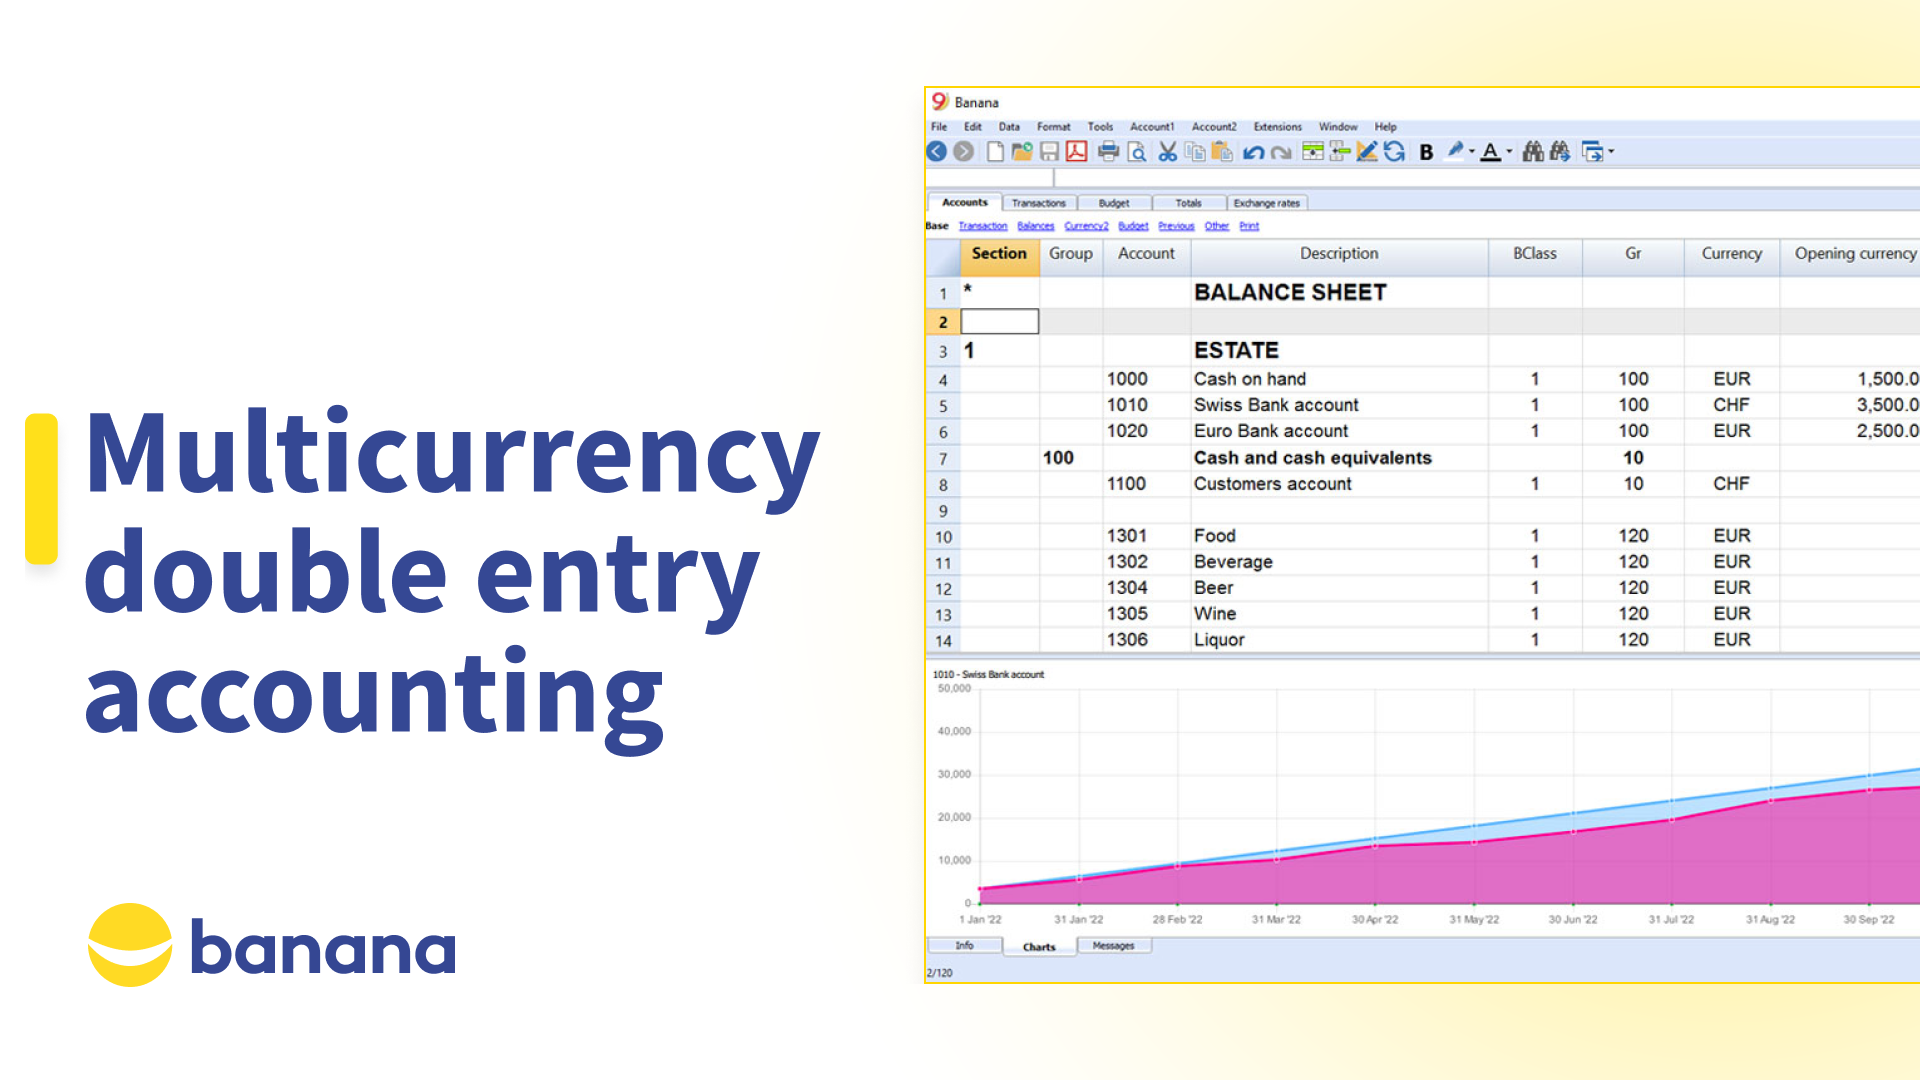 Multicurrency
double entry
accounting
banana
Banana
File Edit Data Format Tools Account1 Account2 Extensions Window Help
B A
Accounts Transactions Budget Totals Exchange rates
Base Transaction Balances Currency2 Budget Previous Other Print
Section Group Account Description BClass Gr Currency Opening currency
1 * BALANCE SHEET
2
3 1 ESTATE
4 1000 Cash on hand 1 100 EUR 1,500.0
5 1010 Swiss Bank account 1 100 CHF 3,500.0
6 1020 Euro Bank account 1 100 EUR 2,500.0
7 100 Cash and cash equivalents 10
8 1100 Customers account 1 10 CHF
9
10 1301 Food 1 120 EUR
11 1302 Beverage 1 120 EUR
12 1304 Beer 1 120 EUR
13 1305 Wine 1 120 EUR
14 1306 Liquor 1 120 EUR
1010 - Swiss Bank account
50,000
40,000
30,000
20,000
10,000
0
1 Jan '22 31 Jan '22 28 Feb '22 31 Mar '22 30 Apr '22 31 May '22 30 Jun '22 31 Jul '22 31 Aug '22 30 Sep '22
Info Charts Messages
2/120